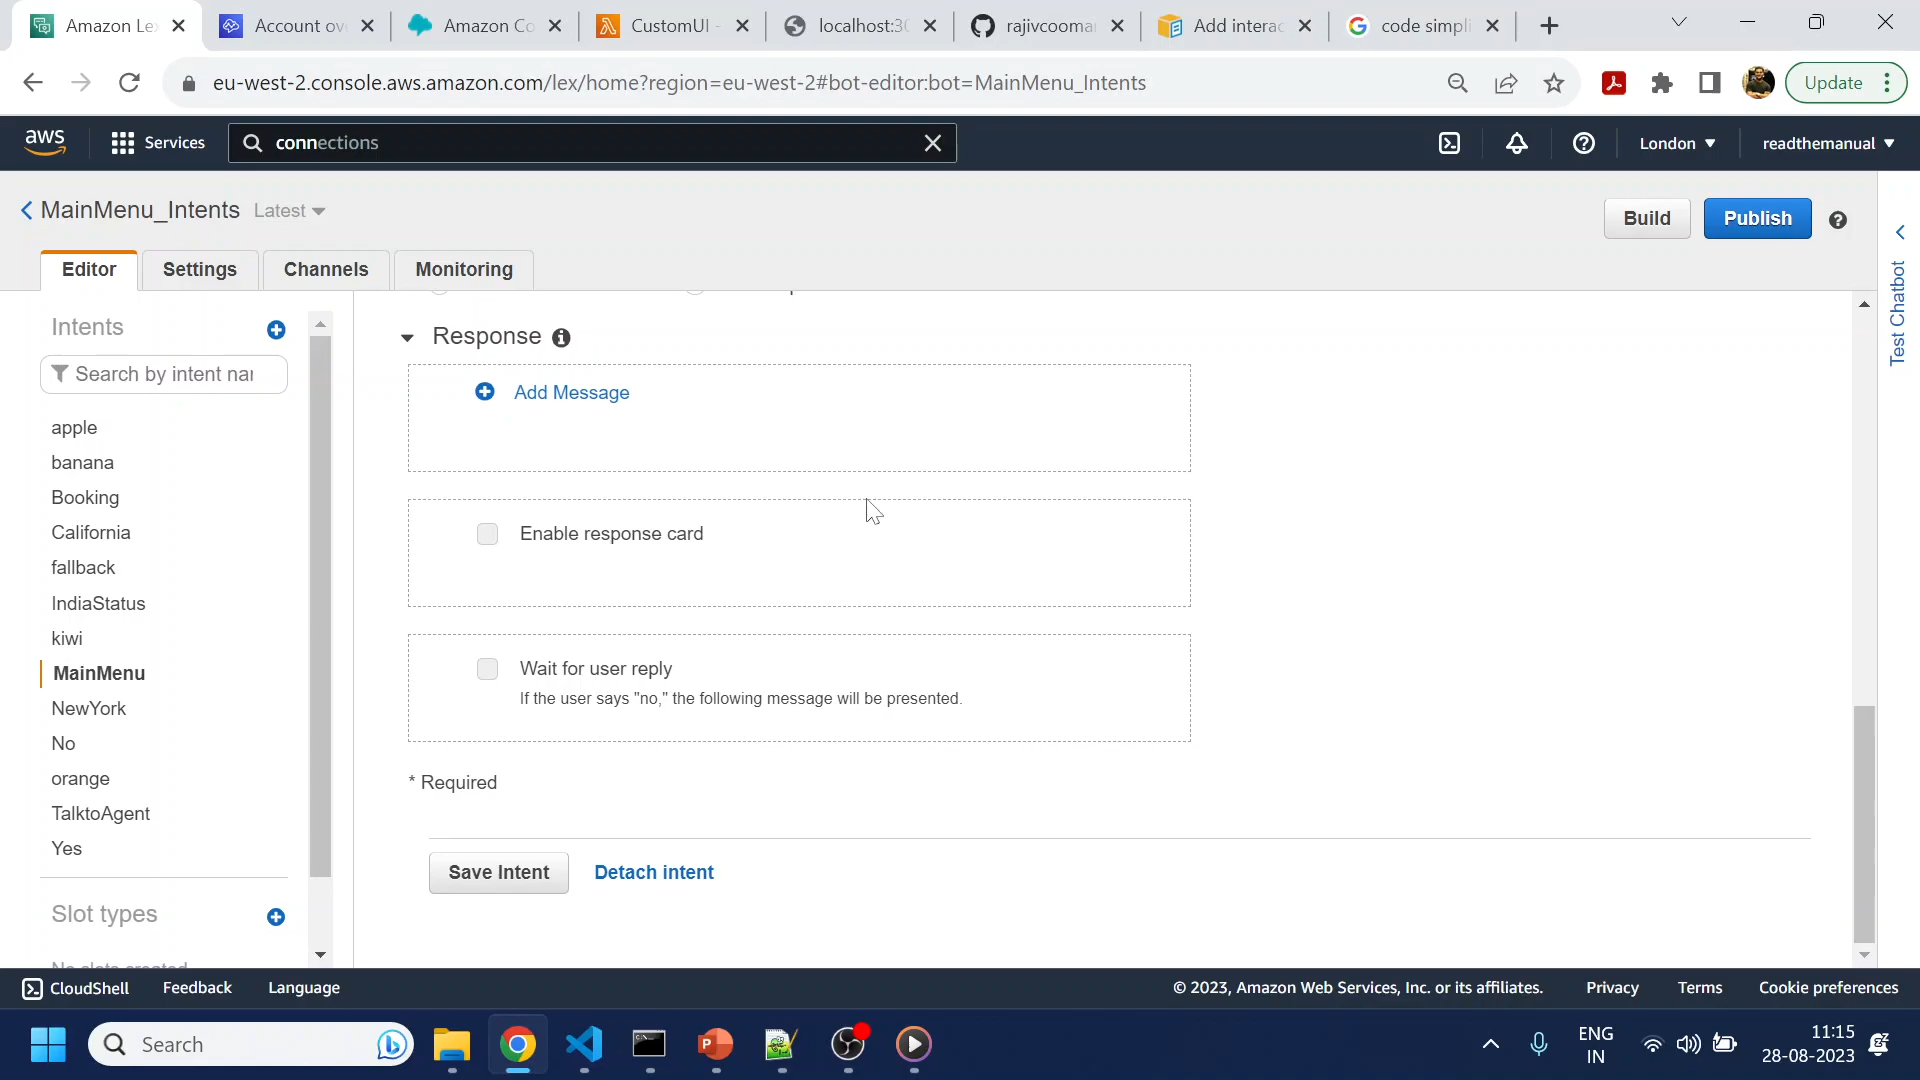 Amazon Le
Account ov
Amazon Co
CustomUI -
localhost:30
rajivcoomar
Add interac
code simpli
eu-west-2.console.aws.amazon.com/lex/home?region=eu-west-2#bot-editor:bot=MainMenu_Intents
Update
aws
Services
connections
London
readthemanual
MainMenu_Intents
Latest
Build
Publish
Editor
Settings
Channels
Monitoring
Test Chatbot
Intents
Search by intent nar
apple
banana
Booking
California
fallback
IndiaStatus
kiwi
MainMenu
NewYork
No
orange
TalktoAgent
Yes
Slot types
Response
Add Message
Enable response card
Wait for user reply
If the user says "no," the following message will be presented.
* Required
Save Intent
Detach intent
CloudShell
Feedback
Language
© 2023, Amazon Web Services, Inc. or its affiliates.
Privacy
Terms
Cookie preferences
Search
ENG
IN
11:15
28-08-2023